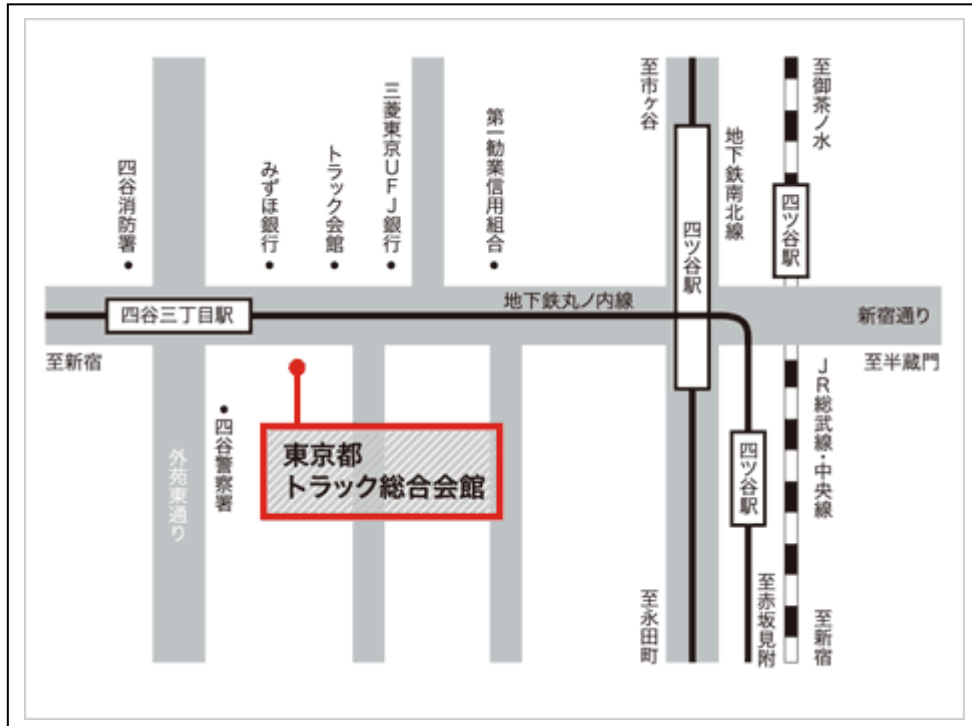 四谷消防署
みずほ銀行
トラック会館
三菱東京UFJ銀行
第一勧業信用組合
至市ヶ谷
四ツ谷駅
地下鉄南北線
至御茶ノ水
四ツ谷駅
四谷三丁目駅
地下鉄丸ノ内線
新宿通り
至新宿
至半蔵門
外苑東通り
四谷警察署
東京都
トラック総合会館
四ツ谷駅
JR総武線・中央線
至永田町
至赤坂見附
至新宿